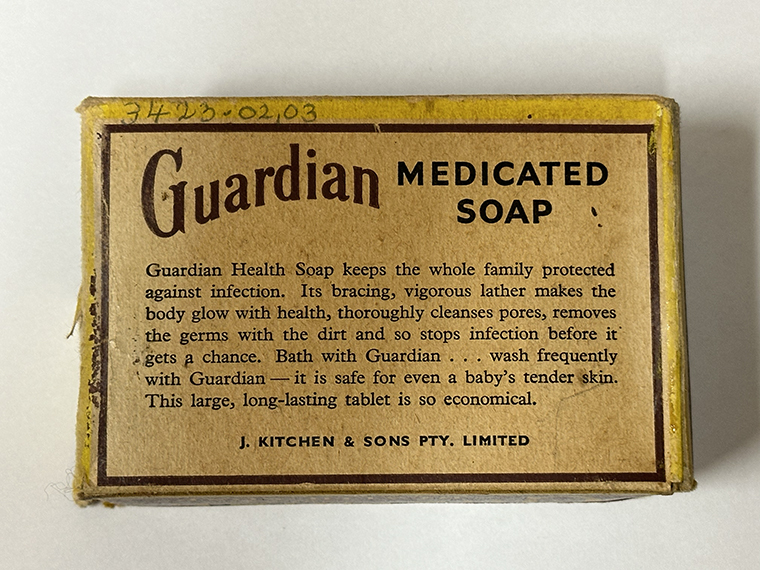 7423.02,03
Guardian MEDICATED
SOAP
Guardian Health Soap keeps the whole family protected
against infection. Its bracing, vigorous lather makes the
body glow with health, thoroughly cleanses pores, removes
the germs with the dirt and so stops infection before it
gets a chance. Bath with Guardian . . . wash frequently
with Guardian — it is safe for even a baby's tender skin.
This large, long-lasting tablet is so economical.
J. KITCHEN & SONS PTY. LIMITED